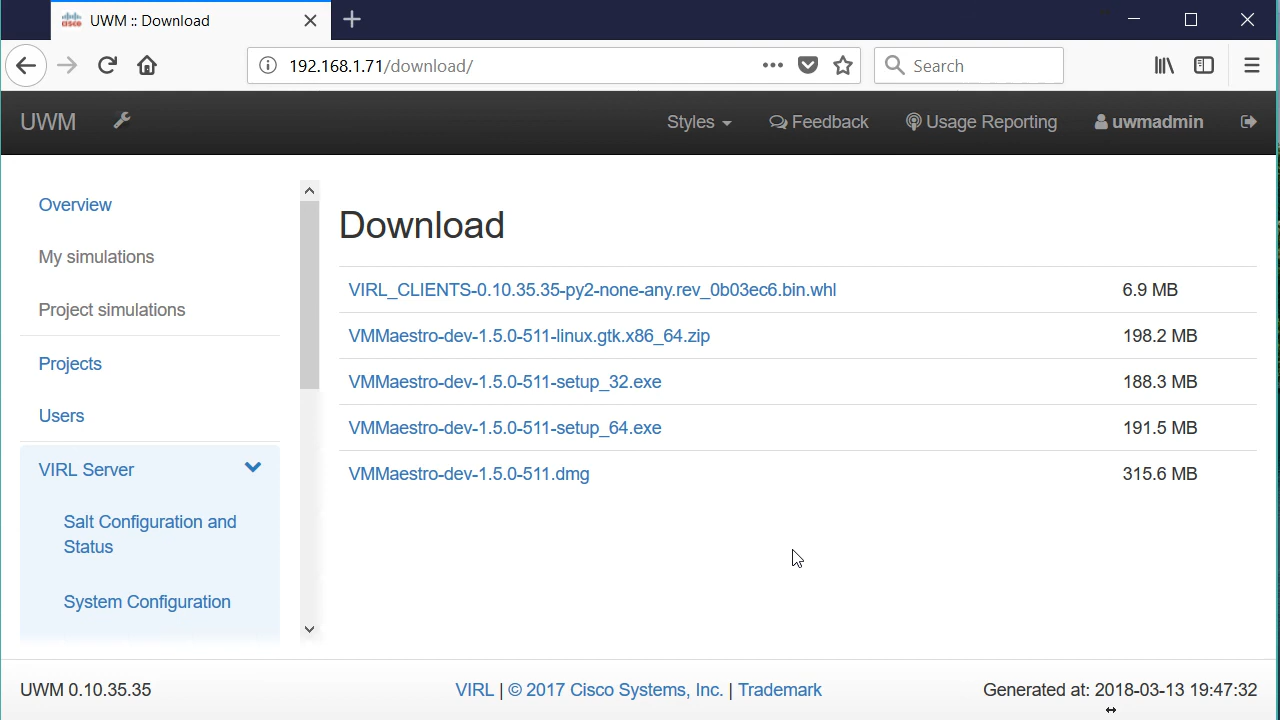 UWM :: Download
192.168.1.71/download/
Search
UWM
Styles
Feedback
Usage Reporting
uwmadmin
Overview
My simulations
Project simulations
Projects
Users
VIRL Server
Salt Configuration and
Status
System Configuration
Download
VIRL_CLIENTS-0.10.35.35-py2-none-any.rev_0b03ec6.bin.whl 6.9 MB
VMMaestro-dev-1.5.0-511-linux.gtk.x86_64.zip 198.2 MB
VMMaestro-dev-1.5.0-511-setup_32.exe 188.3 MB
VMMaestro-dev-1.5.0-511-setup_64.exe 191.5 MB
VMMaestro-dev-1.5.0-511.dmg 315.6 MB
UWM 0.10.35.35
VIRL | © 2017 Cisco Systems, Inc. | Trademark
Generated at: 2018-03-13 19:47:32